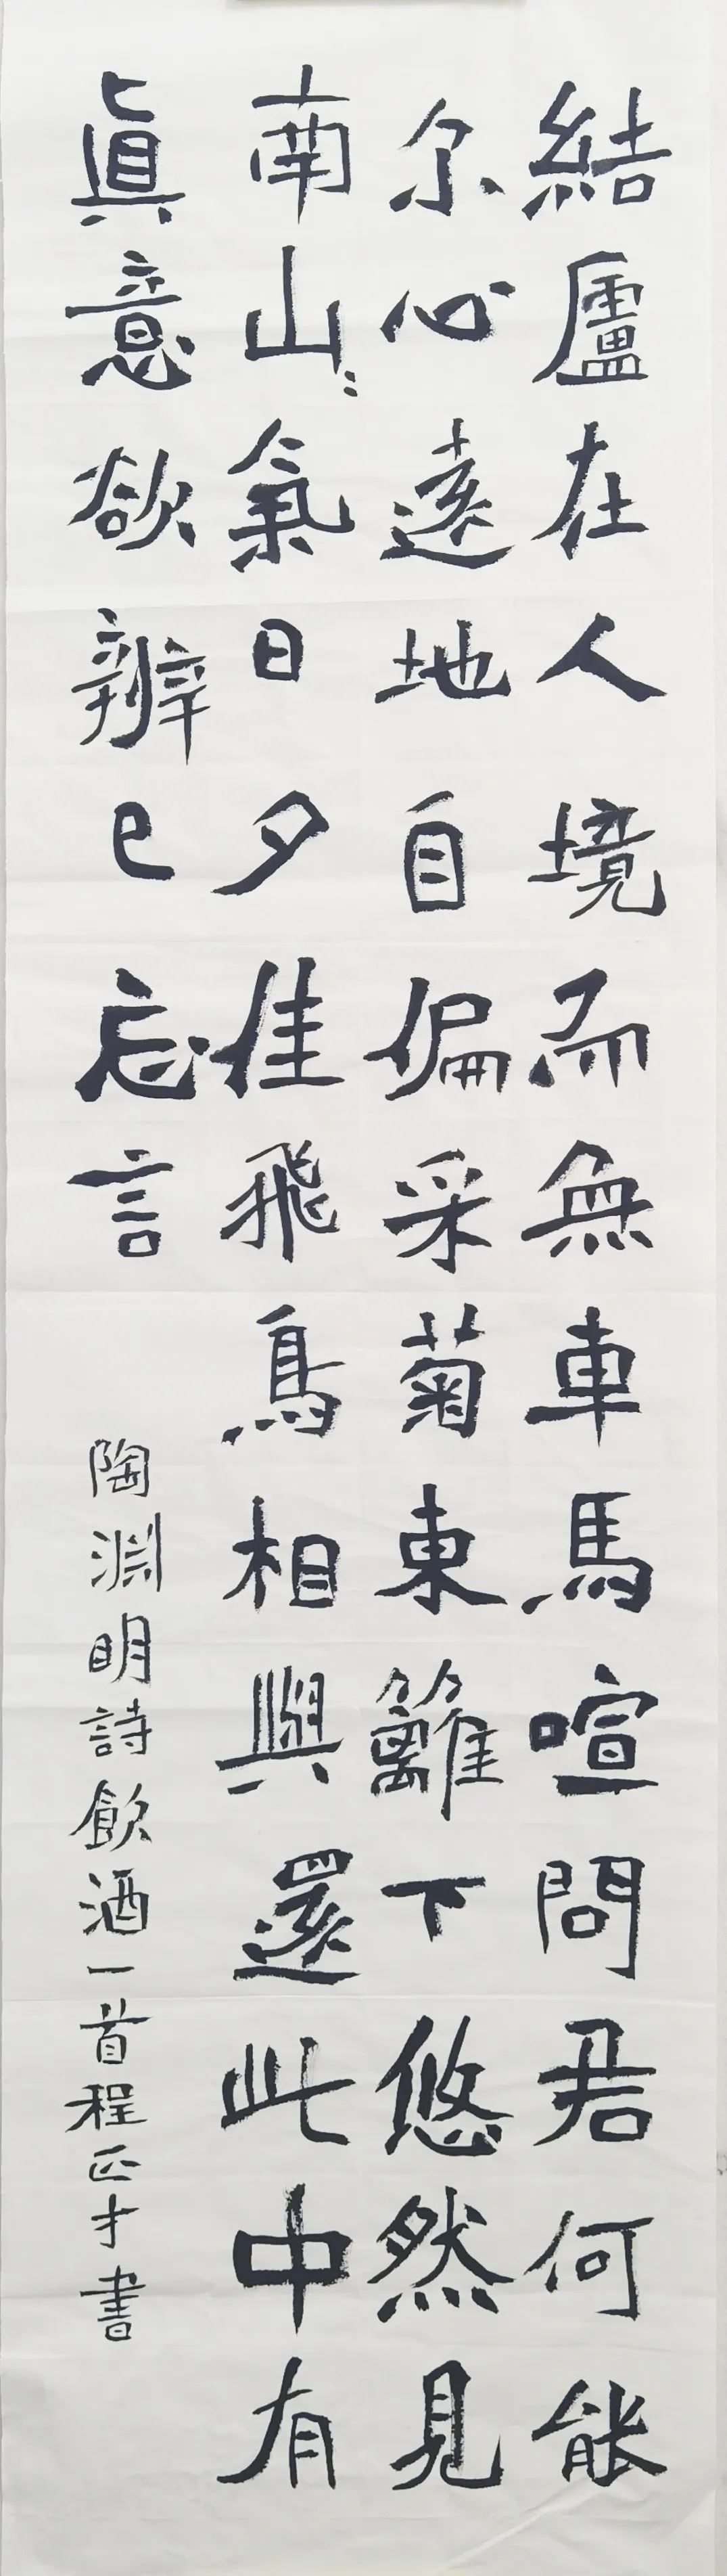 結廬在人境而無車馬喧問君何能
尔心遠地自偏采菊東籬下悠然見
南山〻氣日夕佳飛鳥相與還此中有
眞意欲辨已忘言
陶淵明詩飲酒一首程正才書